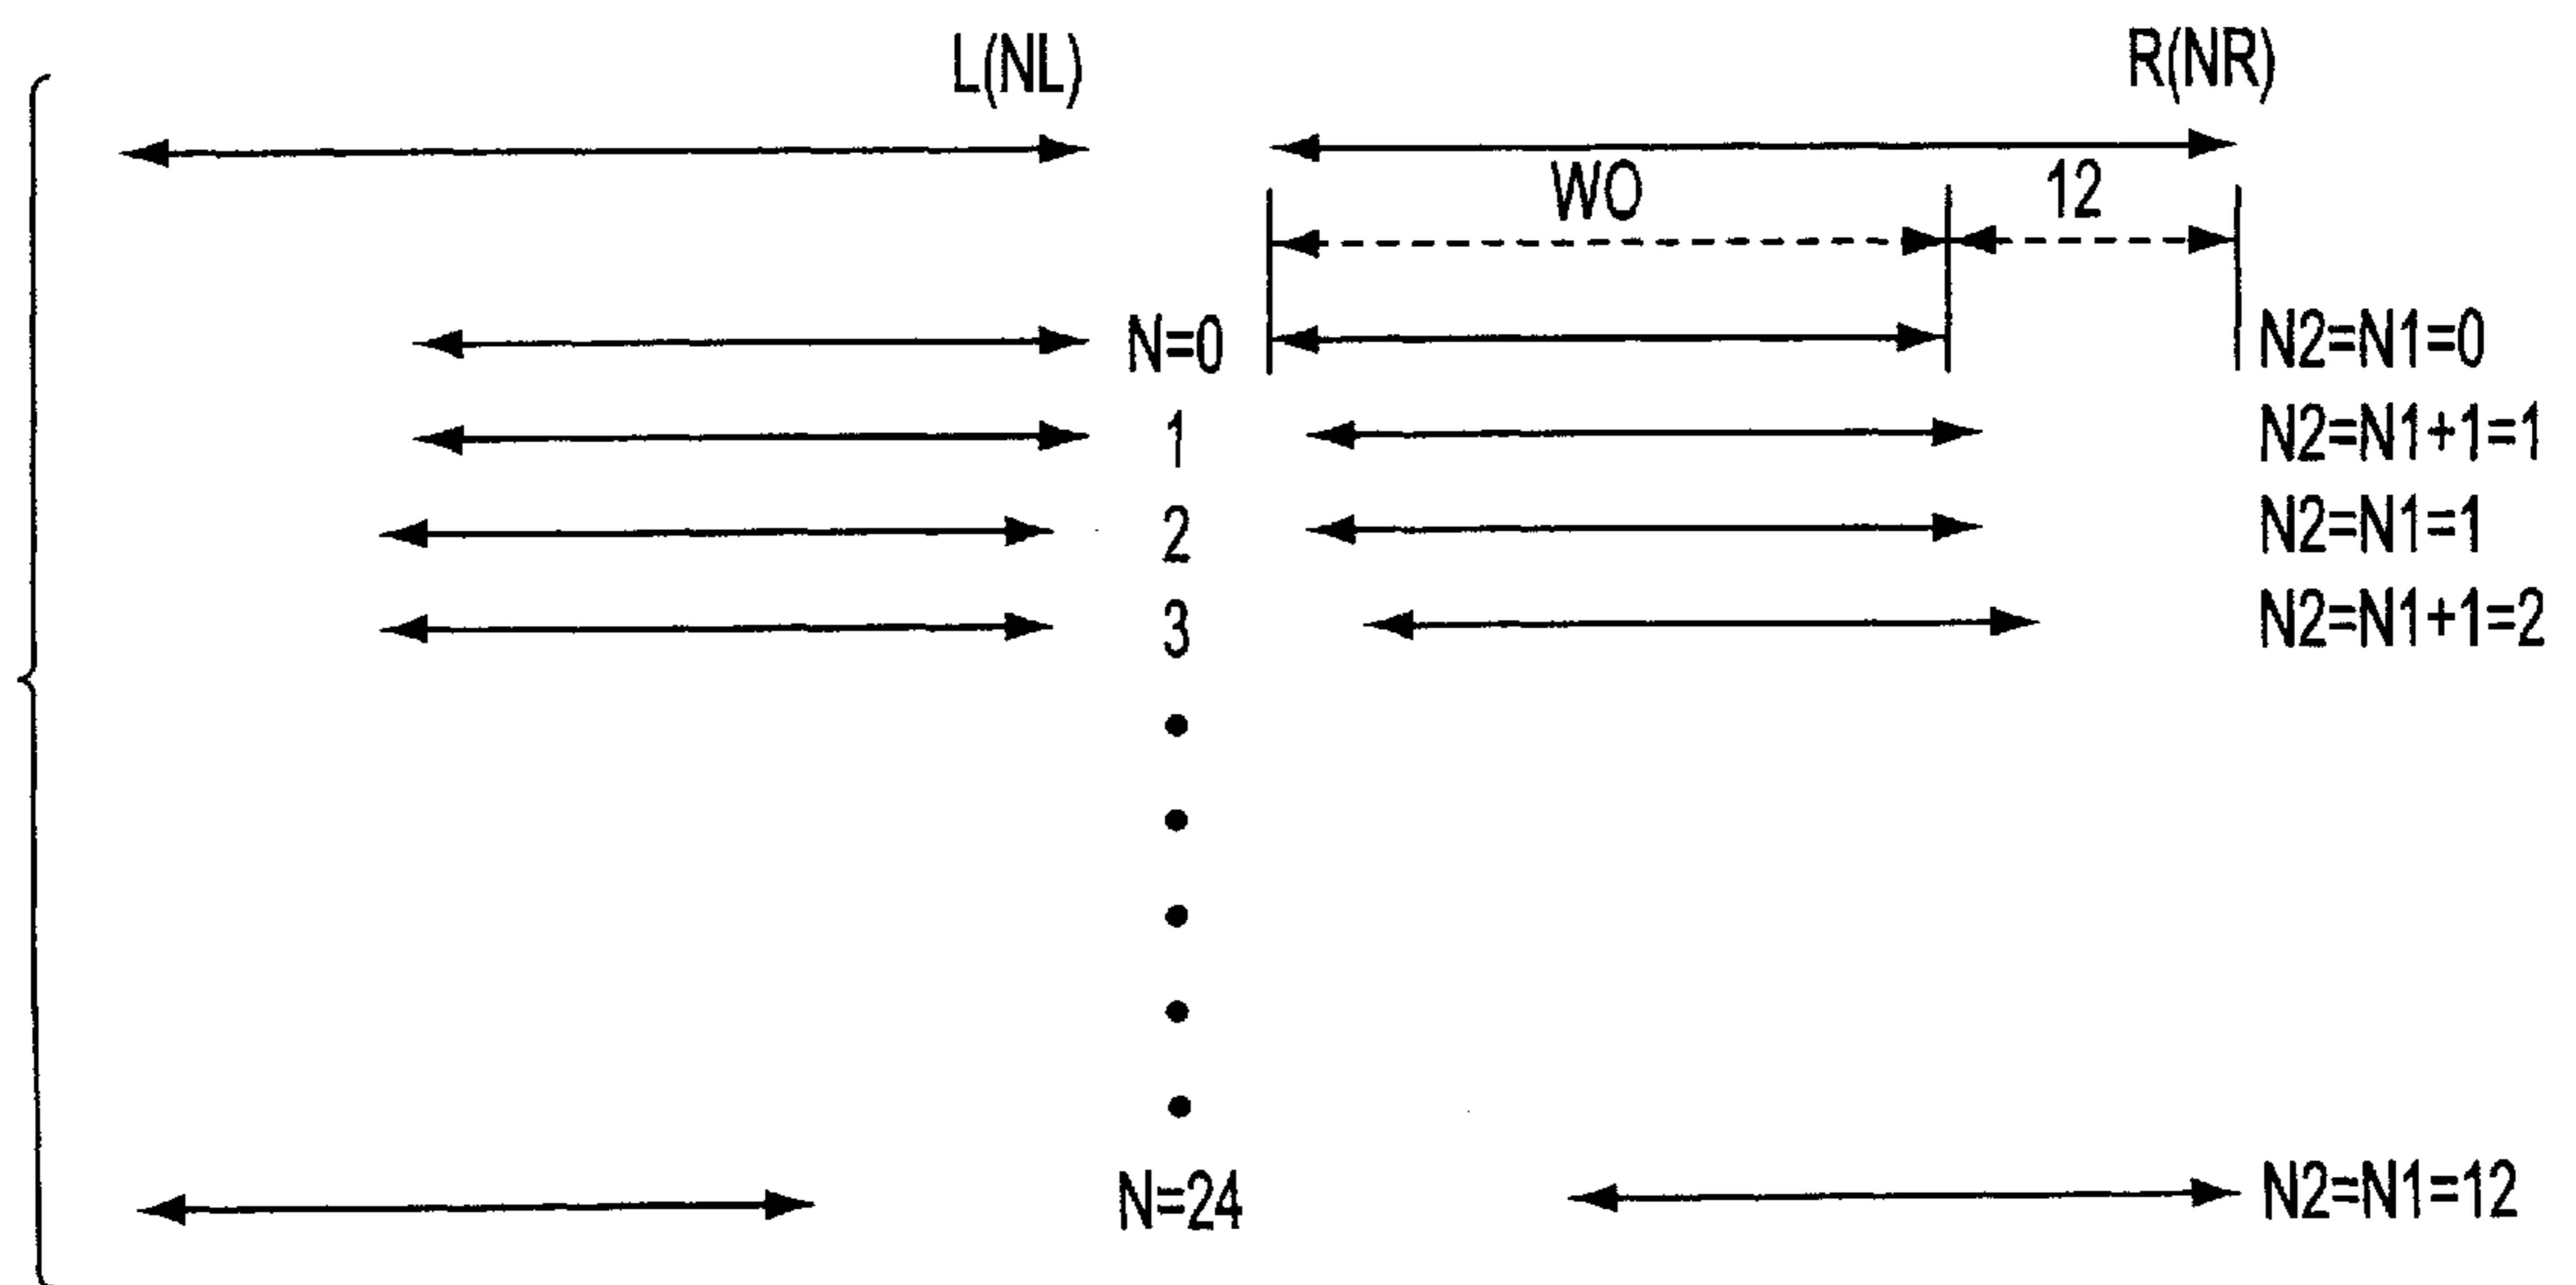 L(NL) R(NR)
WO 12
N=0 N2=N1=0
1 N2=N1+1=1
2 N2=N1=1
3 N2=N1+1=2
N=24 N2=N1=12